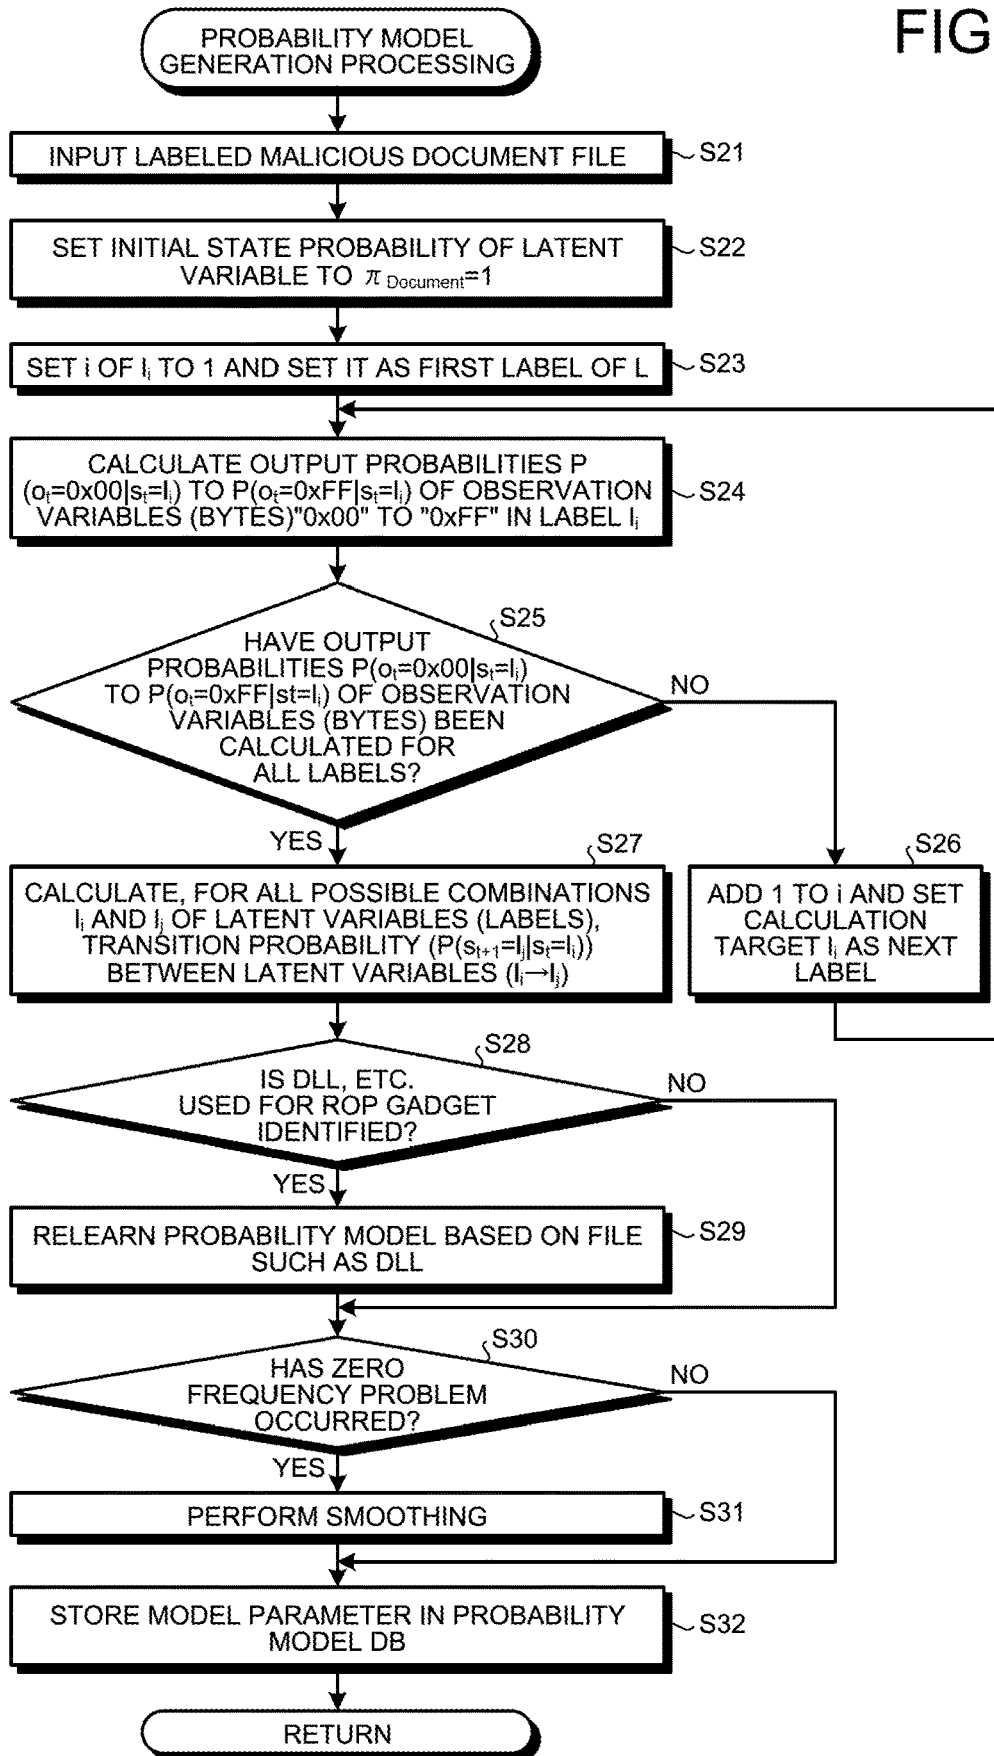 FIG
PROBABILITY MODEL
GENERATION PROCESSING
INPUT LABELED MALICIOUS DOCUMENT FILE
S21
SET INITIAL STATE PROBABILITY OF LATENT
VARIABLE TO π Document=1
S22
SET i OF lᵢ TO 1 AND SET IT AS FIRST LABEL OF L
S23
CALCULATE OUTPUT PROBABILITIES P
(oₜ=0x00|sₜ=lᵢ) TO P(oₜ=0xFF|sₜ=lᵢ) OF OBSERVATION
VARIABLES (BYTES)"0x00" TO "0xFF" IN LABEL lᵢ
S24
S25
HAVE OUTPUT
PROBABILITIES P(oₜ=0x00|sₜ=lᵢ)
TO P(oₜ=0xFF|st=lᵢ) OF OBSERVATION
VARIABLES (BYTES) BEEN
CALCULATED FOR
ALL LABELS?
NO
YES
S27
CALCULATE, FOR ALL POSSIBLE COMBINATIONS
lᵢ AND lⱼ OF LATENT VARIABLES (LABELS),
TRANSITION PROBABILITY (P(sₜ₊₁=lⱼ|sₜ=lᵢ))
BETWEEN LATENT VARIABLES (lᵢ→lⱼ)
S26
ADD 1 TO i AND SET
CALCULATION
TARGET lᵢ AS NEXT
LABEL
S28
IS DLL, ETC.
USED FOR ROP GADGET
IDENTIFIED?
NO
YES
RELEARN PROBABILITY MODEL BASED ON FILE
SUCH AS DLL
S29
S30
HAS ZERO
FREQUENCY PROBLEM
OCCURRED?
NO
YES
PERFORM SMOOTHING
S31
STORE MODEL PARAMETER IN PROBABILITY
MODEL DB
S32
RETURN